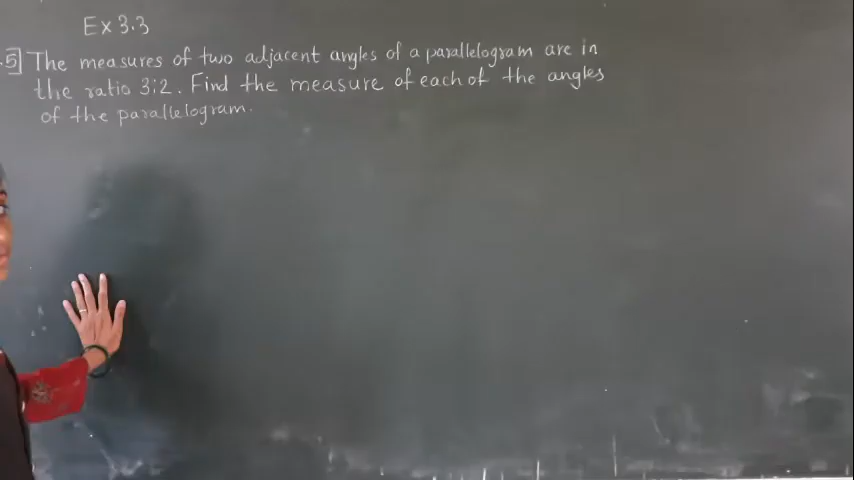 Ex 3.3
.5] The measures of two adjacent angles of a parallelogram are in
the ratio 3:2. Find the measure of each of the angles
of the parallelogram.